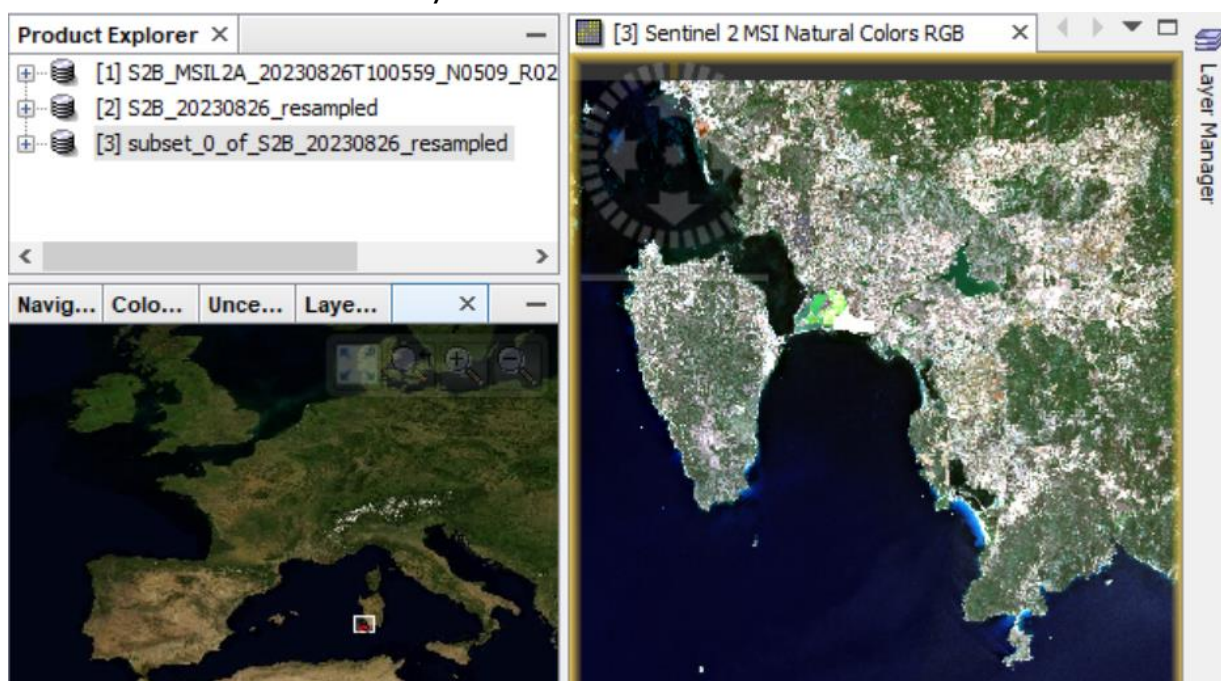 Product Explorer
[1] S2B_MSIL2A_20230826T100559_N0509_R02
[2] S2B_20230826_resampled
[3] subset_0_of_S2B_20230826_resampled
Navig... Colo... Unce... Laye...
[3] Sentinel 2 MSI Natural Colors RGB
Layer Manager